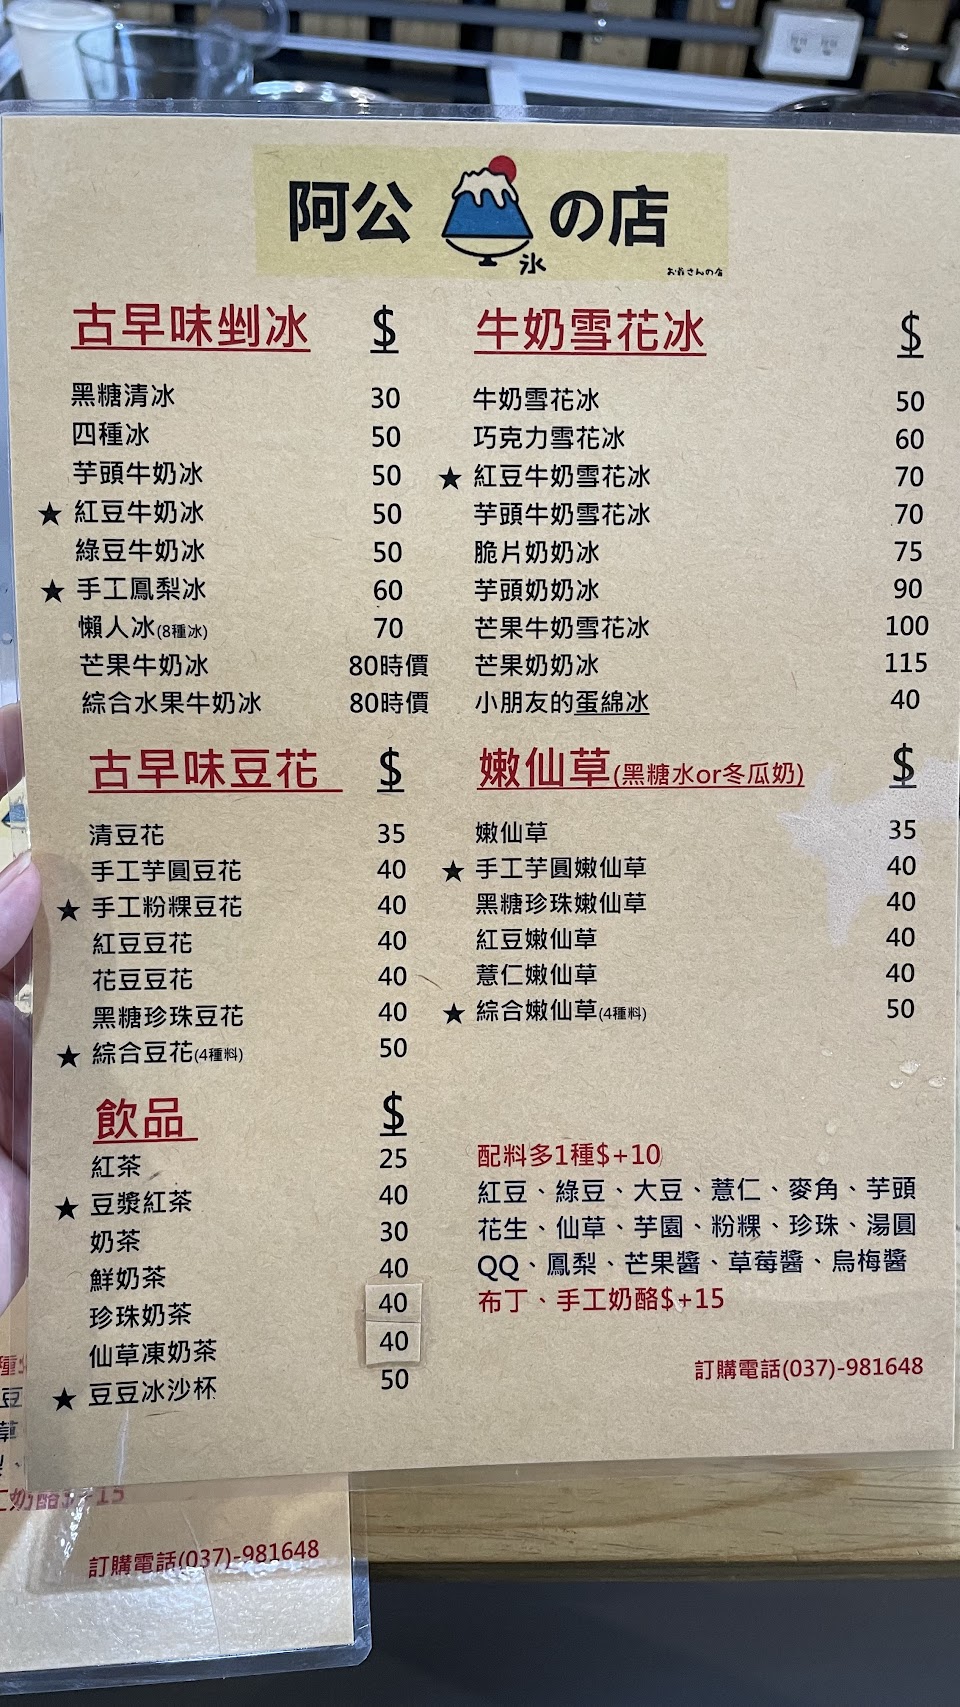 阿公 の店
氷
お爺さんの店
古早味剉冰 $
黑糖清冰 30
四種冰 50
芋頭牛奶冰 50
★ 紅豆牛奶冰 50
綠豆牛奶冰 50
★ 手工鳳梨冰 60
懶人冰(8種冰) 70
芒果牛奶冰 80時價
綜合水果牛奶冰 80時價
牛奶雪花冰 $
牛奶雪花冰 50
巧克力雪花冰 60
★ 紅豆牛奶雪花冰 70
芋頭牛奶雪花冰 70
脆片奶奶冰 75
芋頭奶奶冰 90
芒果牛奶雪花冰 100
芒果奶奶冰 115
小朋友的蛋綿冰 40
古早味豆花 $
清豆花 35
手工芋圓豆花 40
★ 手工粉粿豆花 40
紅豆豆花 40
花豆豆花 40
黑糖珍珠豆花 40
★ 綜合豆花(4種料) 50
嫩仙草(黑糖水or冬瓜奶) $
嫩仙草 35
★ 手工芋圓嫩仙草 40
黑糖珍珠嫩仙草 40
紅豆嫩仙草 40
薏仁嫩仙草 40
★ 綜合嫩仙草(4種料) 50
飲品 $
紅茶 25
★ 豆漿紅茶 40
奶茶 30
鮮奶茶 40
珍珠奶茶 40
仙草凍奶茶 40
★ 豆豆冰沙杯 50
配料多1種$+10
紅豆、綠豆、大豆、薏仁、麥角、芋頭
花生、仙草、芋園、粉粿、珍珠、湯圓
QQ、鳳梨、芒果醬、草莓醬、烏梅醬
布丁、手工奶酪$+15
訂購電話(037)-981648
訂購電話(037)-981648